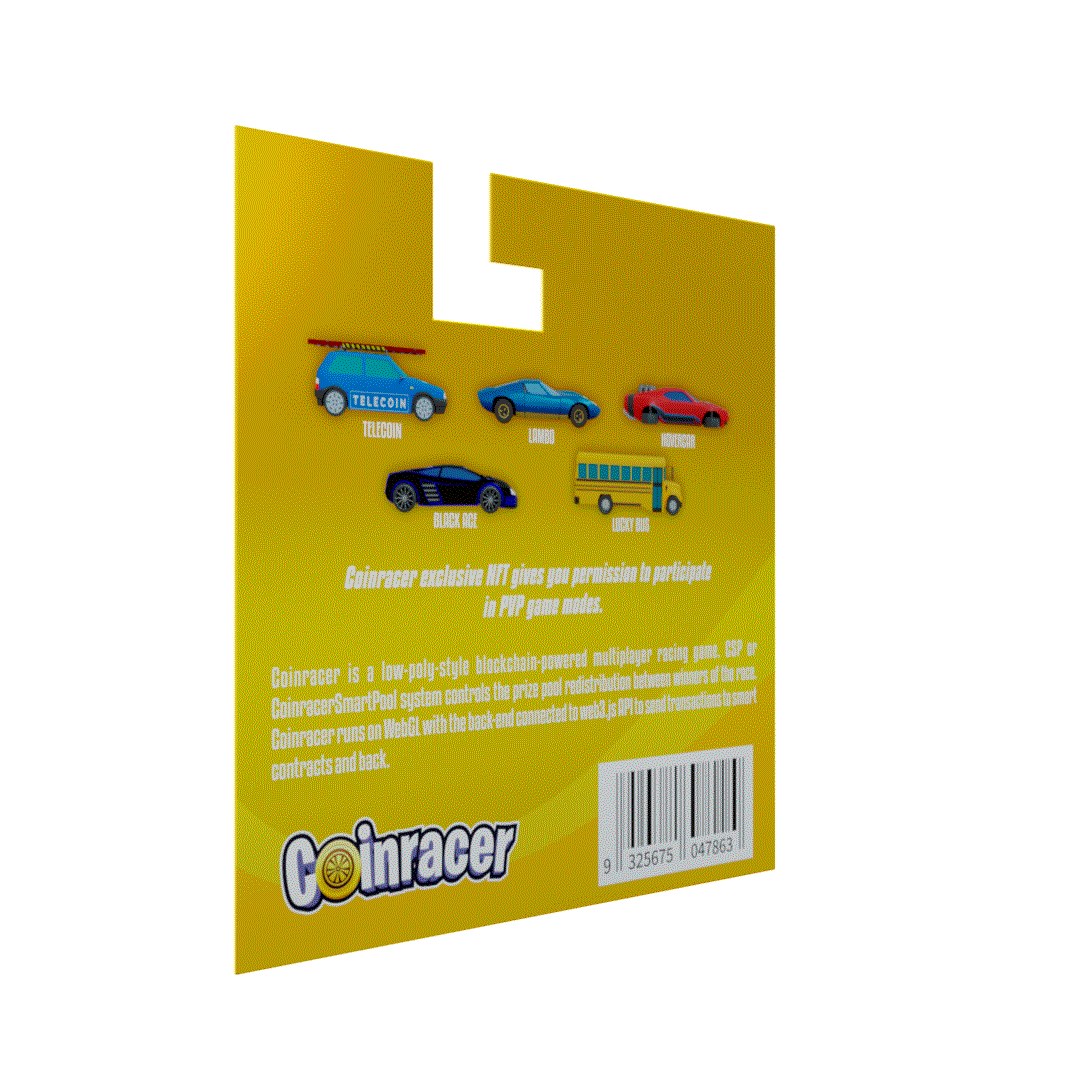 TELECOIN
TELECOIN
LAMBO
HOVERCAR
BLACK ACE
LUCKY BUS
Coinracer exclusive NFT gives you permission to participate
in PVP game modes.
Coinracer is a low-poly-style blockchain-powered multiplayer racing game. CSP or
CoinracerSmartPool system controls the prize pool redistribution between winners of the race.
Coinracer runs on WebGL with the back-end connected to web3.js API to send transactions to smart
contracts and back.
Coinracer
9 325675 047863